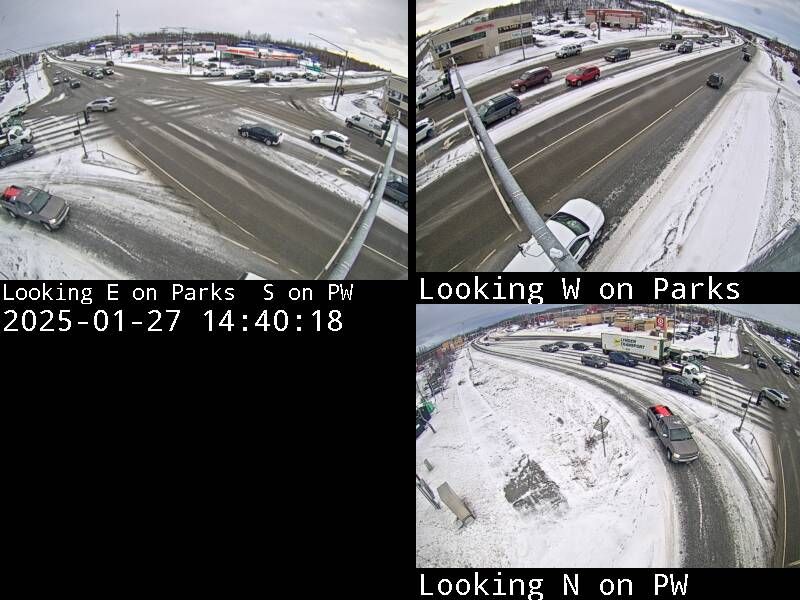 Looking E on Parks  S on PW
2025-01-27 14:40:18
Looking W on Parks
LYNDEN
TRANSPORT
Looking N on PW